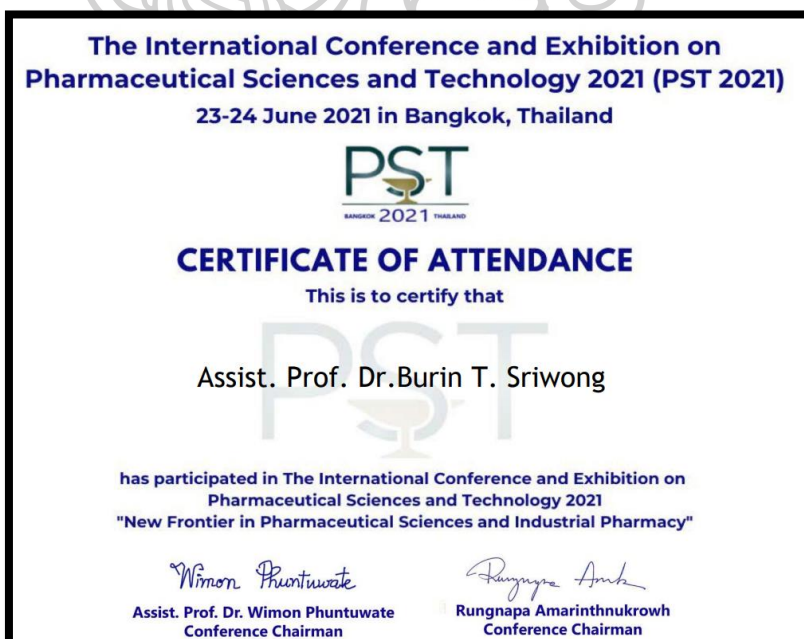 The International Conference and Exhibition on
Pharmaceutical Sciences and Technology 2021 (PST 2021)
23-24 June 2021 in Bangkok, Thailand
PST
BANGKOK 2021 THAILAND
CERTIFICATE OF ATTENDANCE
This is to certify that
PST
Assist. Prof. Dr.Burin T. Sriwong
has participated in The International Conference and Exhibition on
Pharmaceutical Sciences and Technology 2021
"New Frontier in Pharmaceutical Sciences and Industrial Pharmacy"
Wimon Phuntuwate
Assist. Prof. Dr. Wimon Phuntuwate
Conference Chairman
Rungnapa Amarinthnukrowh
Conference Chairman